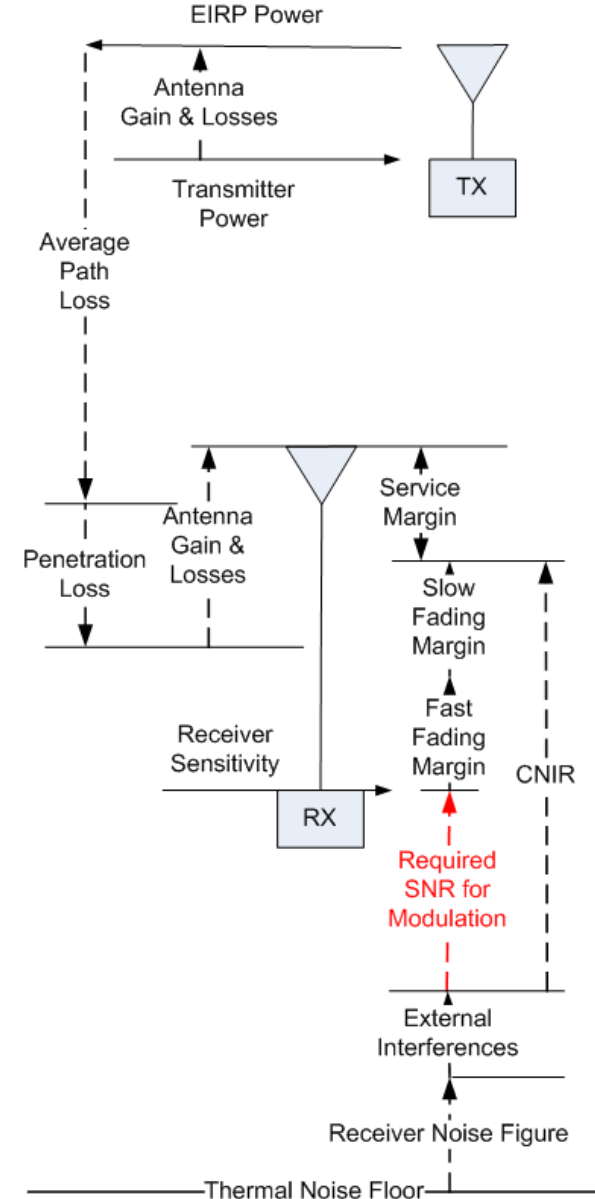 EIRP Power
Antenna
Gain & Losses
TX
Transmitter
Power
Average
Path
Loss
Service
Margin
Antenna
Gain &
Losses
Penetration
Loss
Slow
Fading
Margin
Fast
Fading
Margin
Receiver
Sensitivity
CNIR
RX
Required
SNR for
Modulation
External
Interferences
Receiver Noise Figure
Thermal Noise Floor